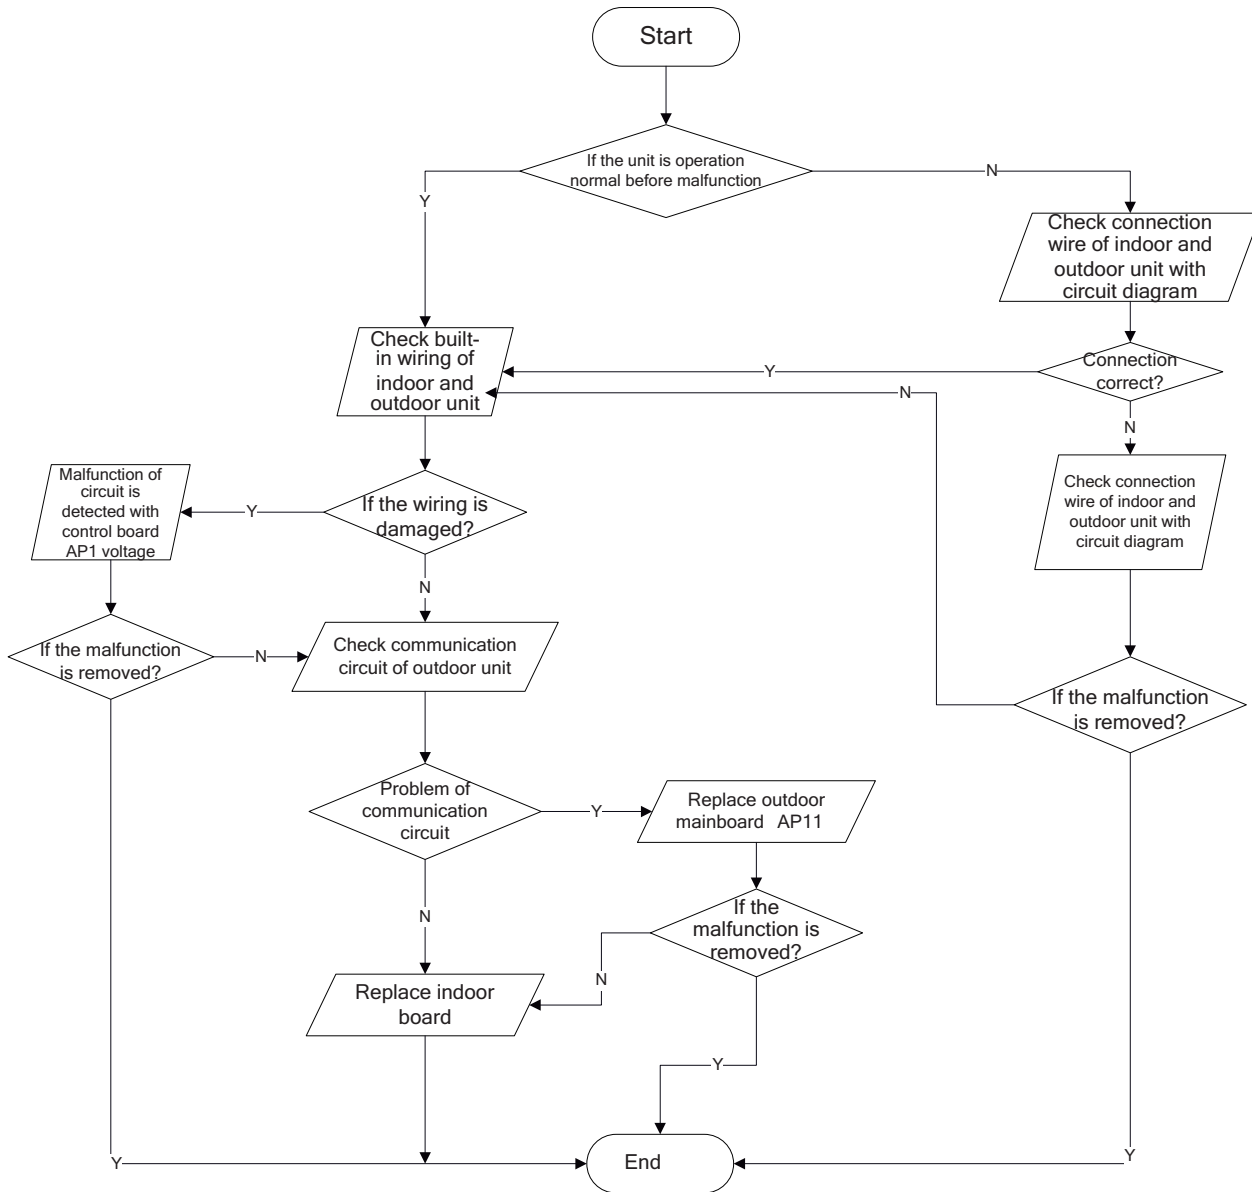 Start
If the unit is operation
normal before malfunction
N
Y
Check connection
wire of indoor and
outdoor unit with
circuit diagram
Check built-
in wiring of
indoor and
outdoor unit
Y
Connection
correct?
N
N
Malfunction of
circuit is
detected with
control board
AP1 voltage
Y
If the wiring is
damaged?
Check connection
wire of indoor and
outdoor unit with
circuit diagram
N
If the malfunction
is removed?
N
Check communication
circuit of outdoor unit
If the malfunction
is removed?
Problem of
communication
circuit
Y
Replace outdoor
mainboard AP11
N
If the
malfunction is
removed?
N
Replace indoor
board
Y
Y
End
Y